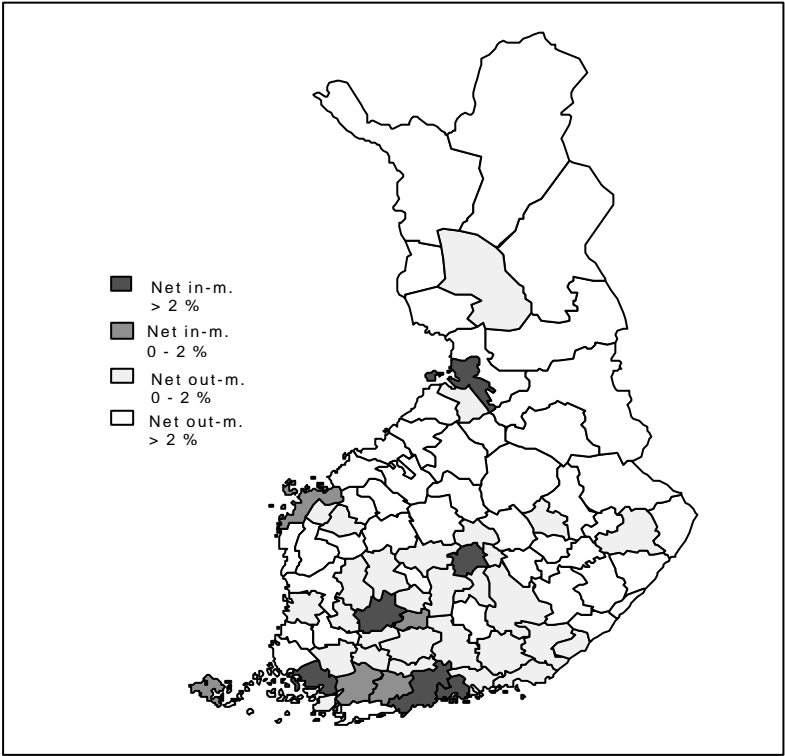 Net in-m.
> 2 %
Net in-m.
0 - 2 %
Net out-m.
0 - 2 %
Net out-m.
> 2 %